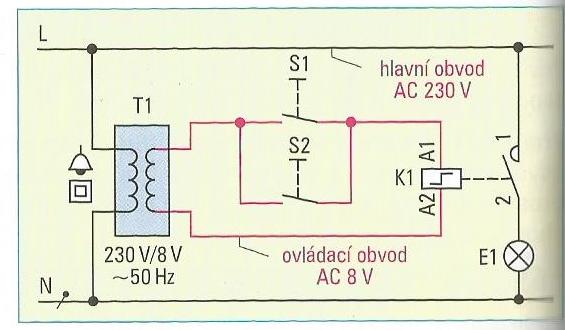 L
S1
hlavní obvod
AC 230 V
T1
S2
K1
A1
A2
1
2
E1
230 V/8 V
~50 Hz
ovládací obvod
AC 8 V
N